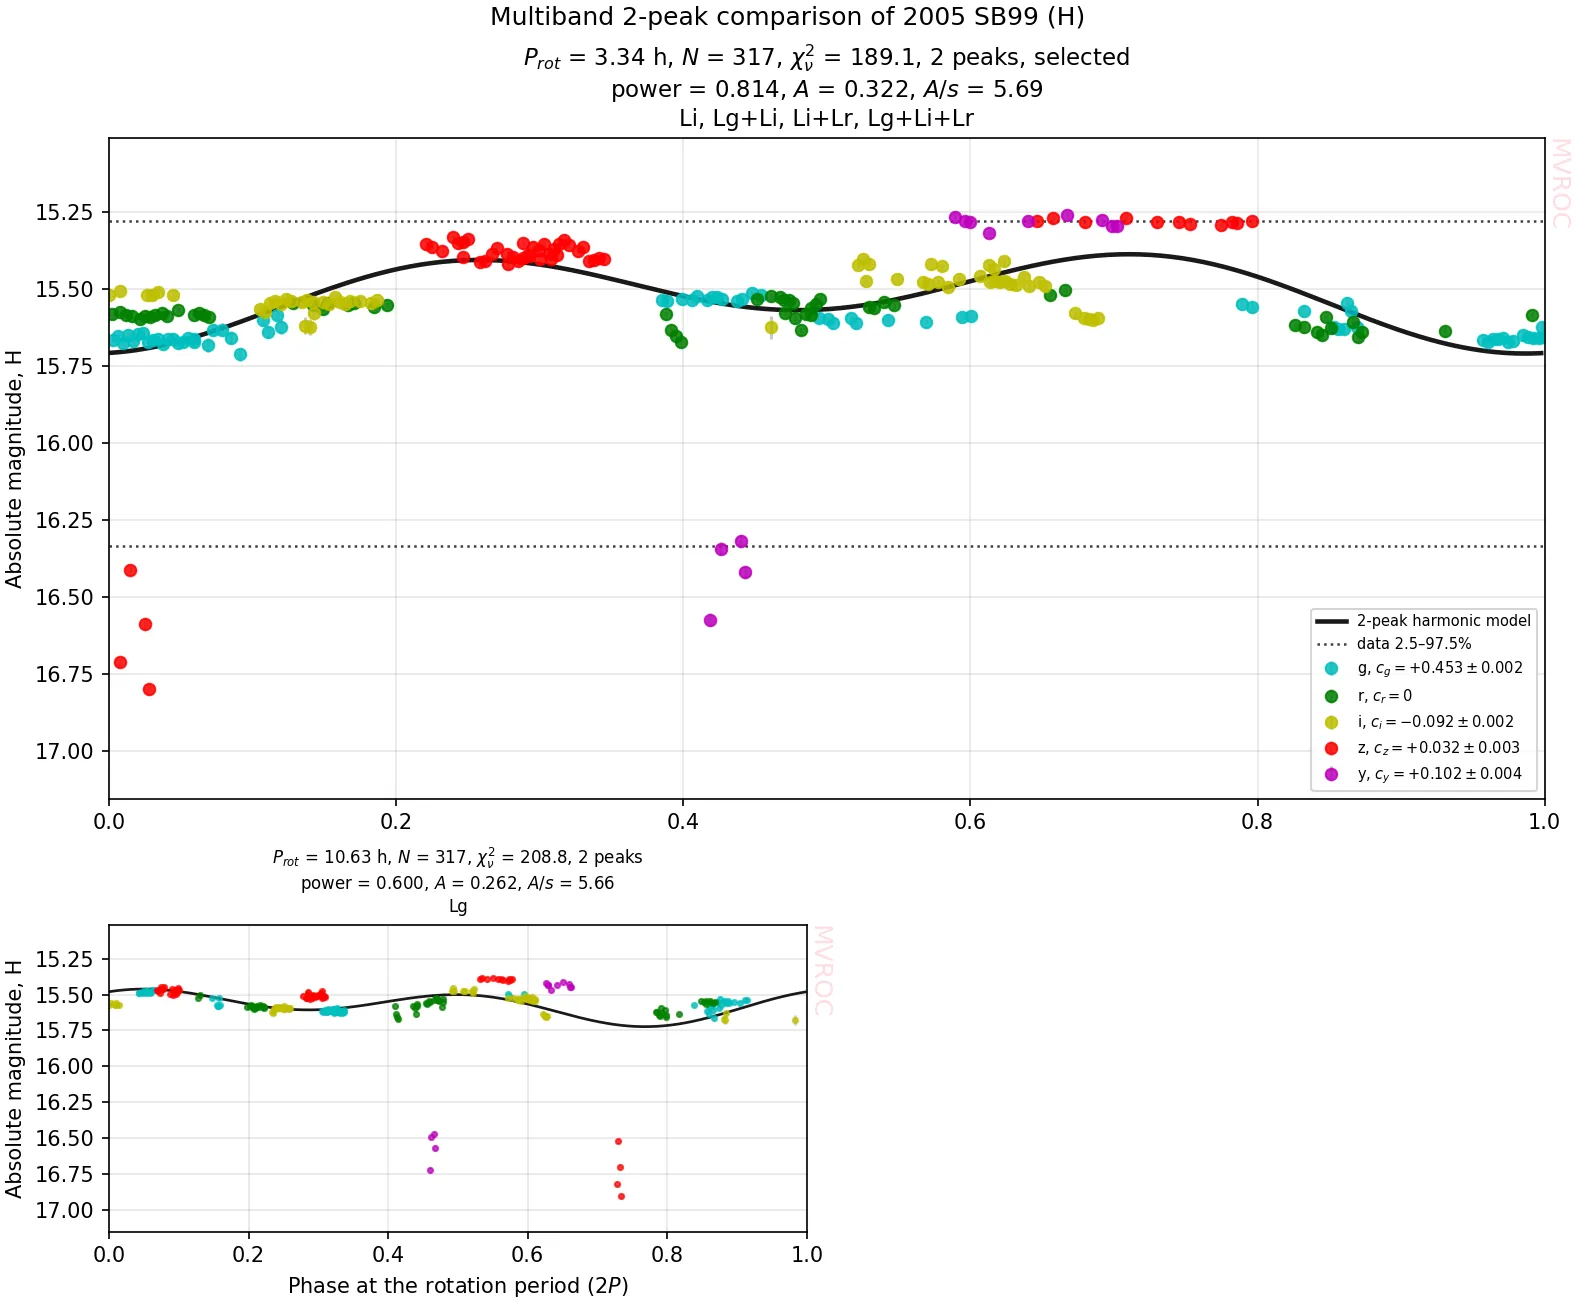 Multiband 2-peak comparison of 2005 SB99 (H)
P_rot = 3.34 h, N = 317, χ²_ν = 189.1, 2 peaks, selected
power = 0.814, A = 0.322, A/s = 5.69
Li, Lg+Li, Li+Lr, Lg+Li+Lr
MVROC
Absolute magnitude, H
15.25
15.50
15.75
16.00
16.25
16.50
16.75
17.00
2-peak harmonic model
data 2.5–97.5%
g, c_g = +0.453 ± 0.002
r, c_r = 0
i, c_i = −0.092 ± 0.002
z, c_z = +0.032 ± 0.003
y, c_y = +0.102 ± 0.004
0.0 0.2 0.4 0.6 0.8 1.0
P_rot = 10.63 h, N = 317, χ²_ν = 208.8, 2 peaks
power = 0.600, A = 0.262, A/s = 5.66
Lg
MVROC
Absolute magnitude, H
15.25
15.50
15.75
16.00
16.25
16.50
16.75
17.00
0.0 0.2 0.4 0.6 0.8 1.0
Phase at the rotation period (2P)